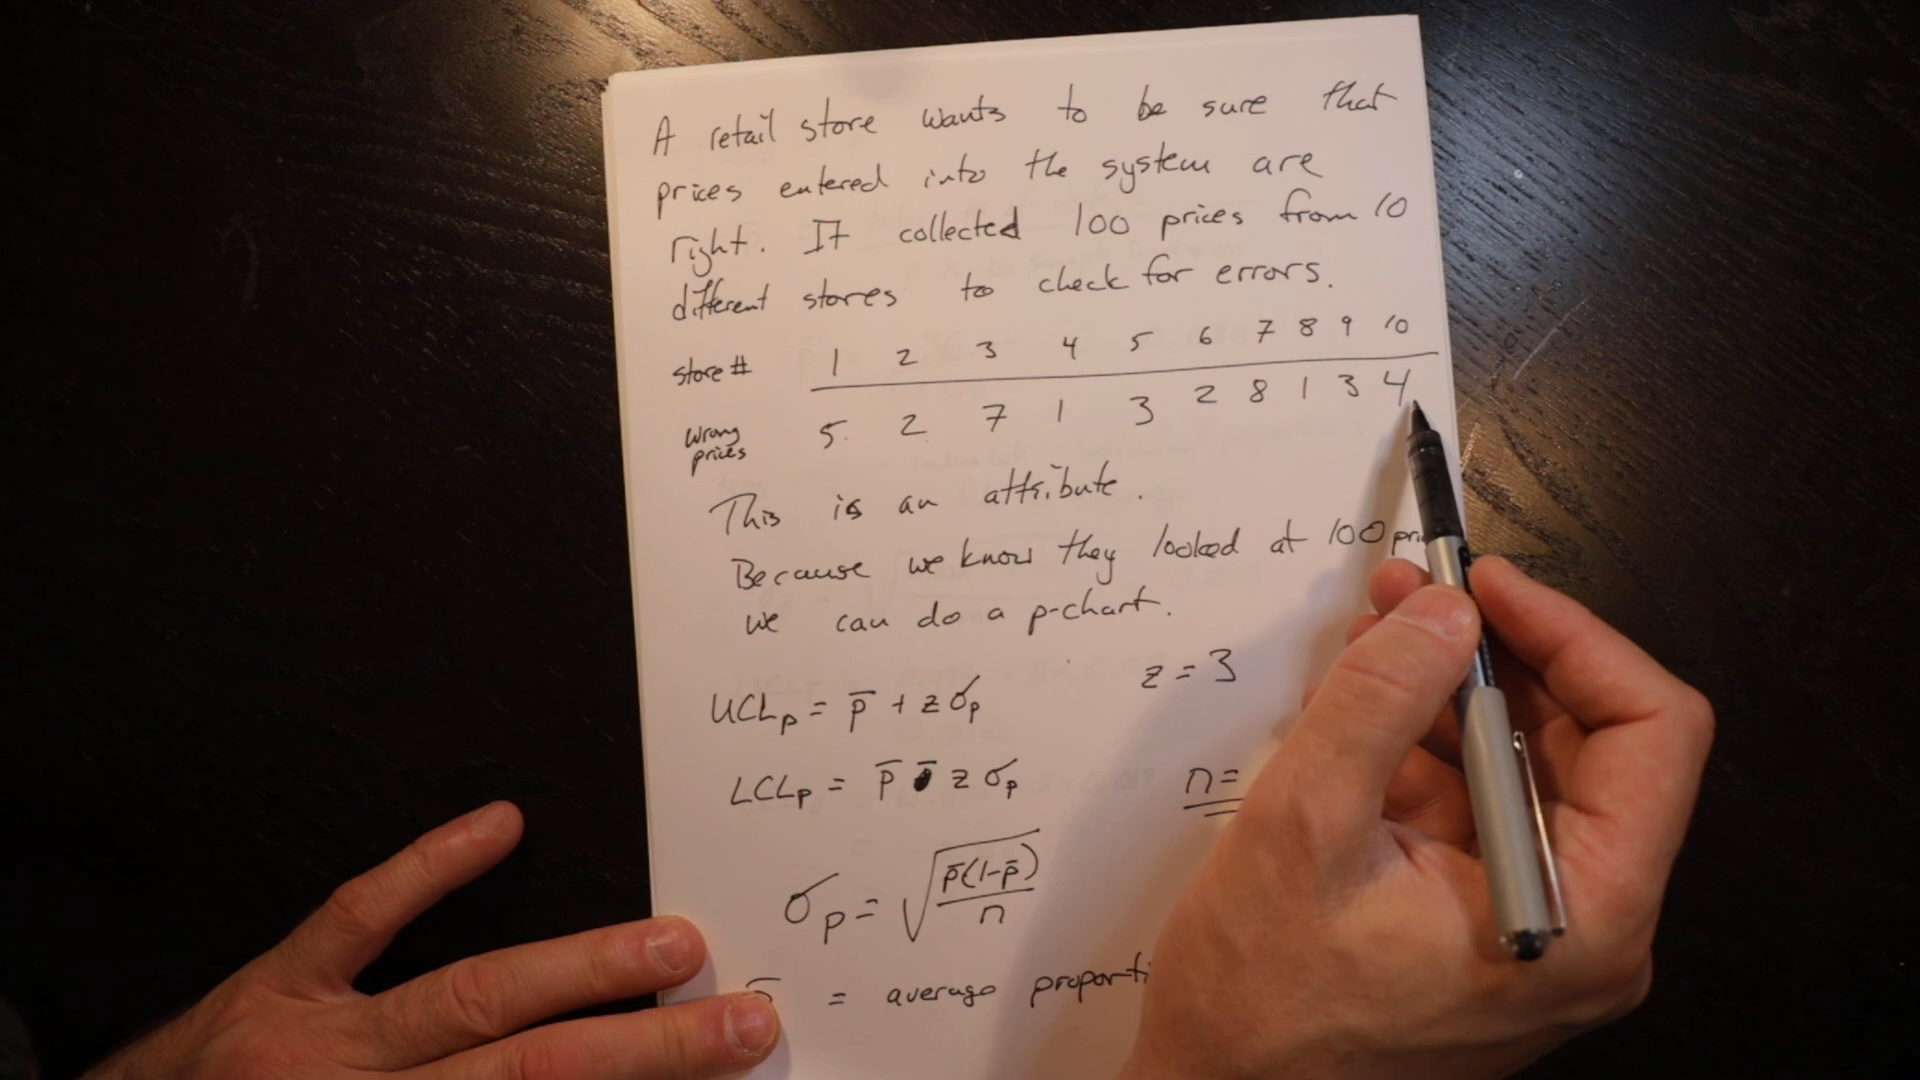 A retail store wants to be sure that
prices entered into the system are
right. It collected 100 prices from 10
different stores to check for errors.
store # 1 2 3 4 5 6 7 8 9 10
wrong prices 5 2 7 1 3 2 8 1 3 4
This is an attribute.
Because we know they looked at 100 pri
we can do a p-chart.
z = 3
UCLp = p̄ + zσp
LCLp = p̄ - zσp
n =
σp = √(p̄(1-p̄)/n)
= average proporti